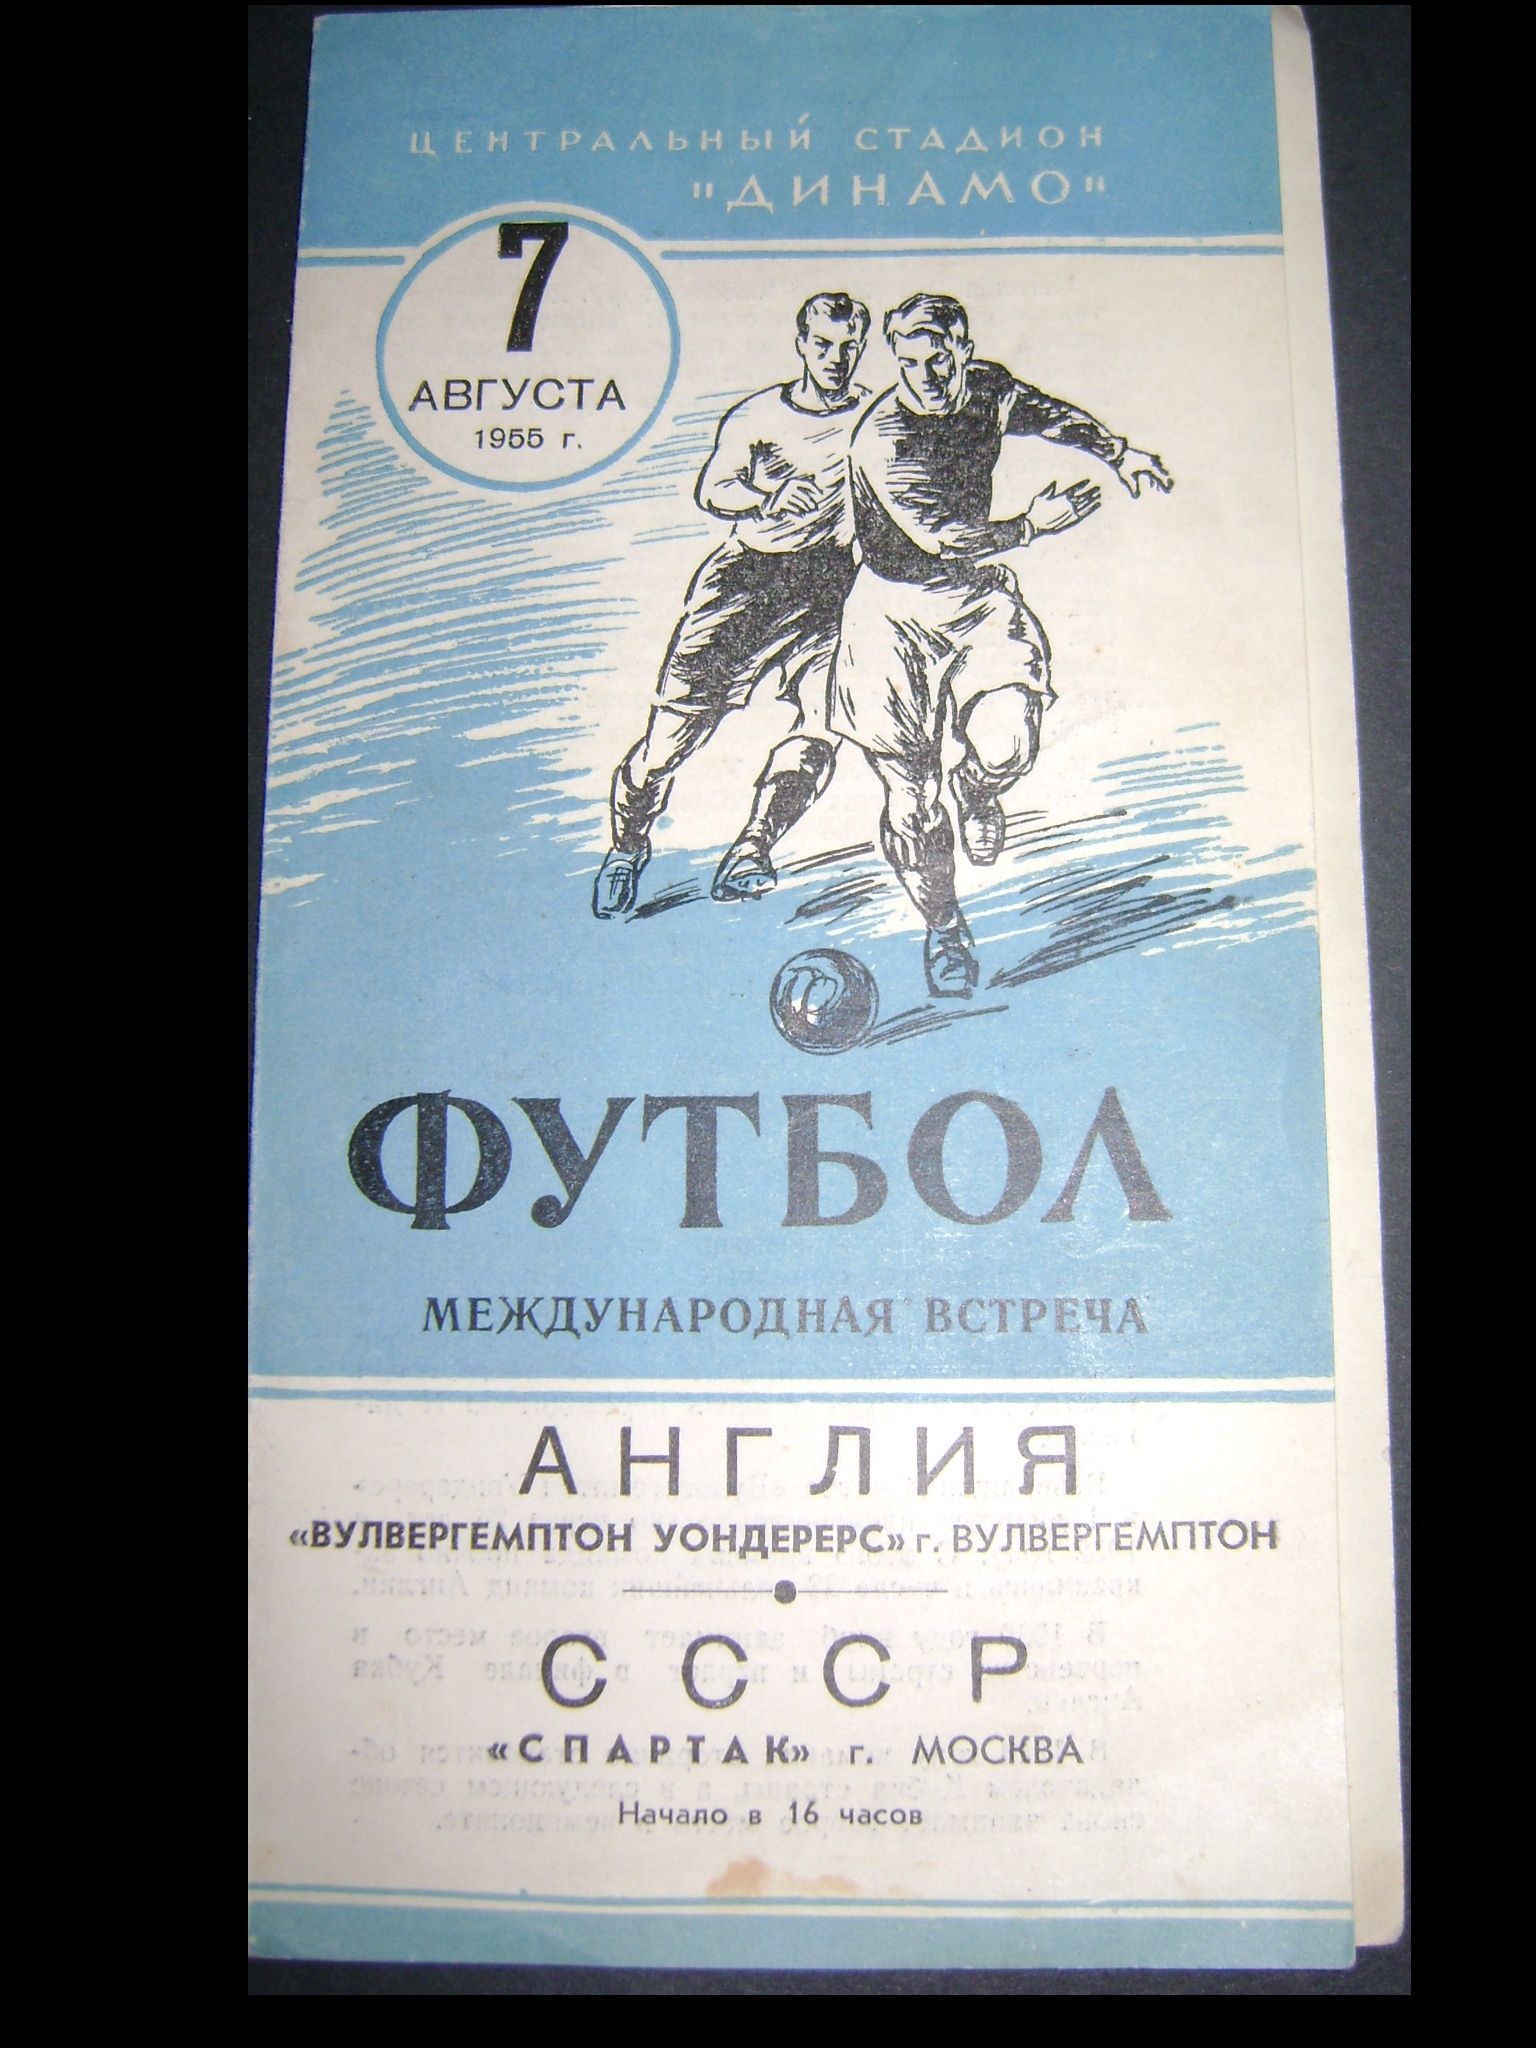 ЦЕНТРАЛЬНЫЙ СТАДИОН
"ДИНАМО"
7
АВГУСТА
1955 г.
ФУТБОЛ
МЕЖДУНАРОДНАЯ ВСТРЕЧА
АНГЛИЯ
«ВУЛВЕРГЕМПТОН УОНДЕРЕРС» г. ВУЛВЕРГЕМПТОН
СССР
«СПАРТАК» г. МОСКВА
Начало в 16 часов